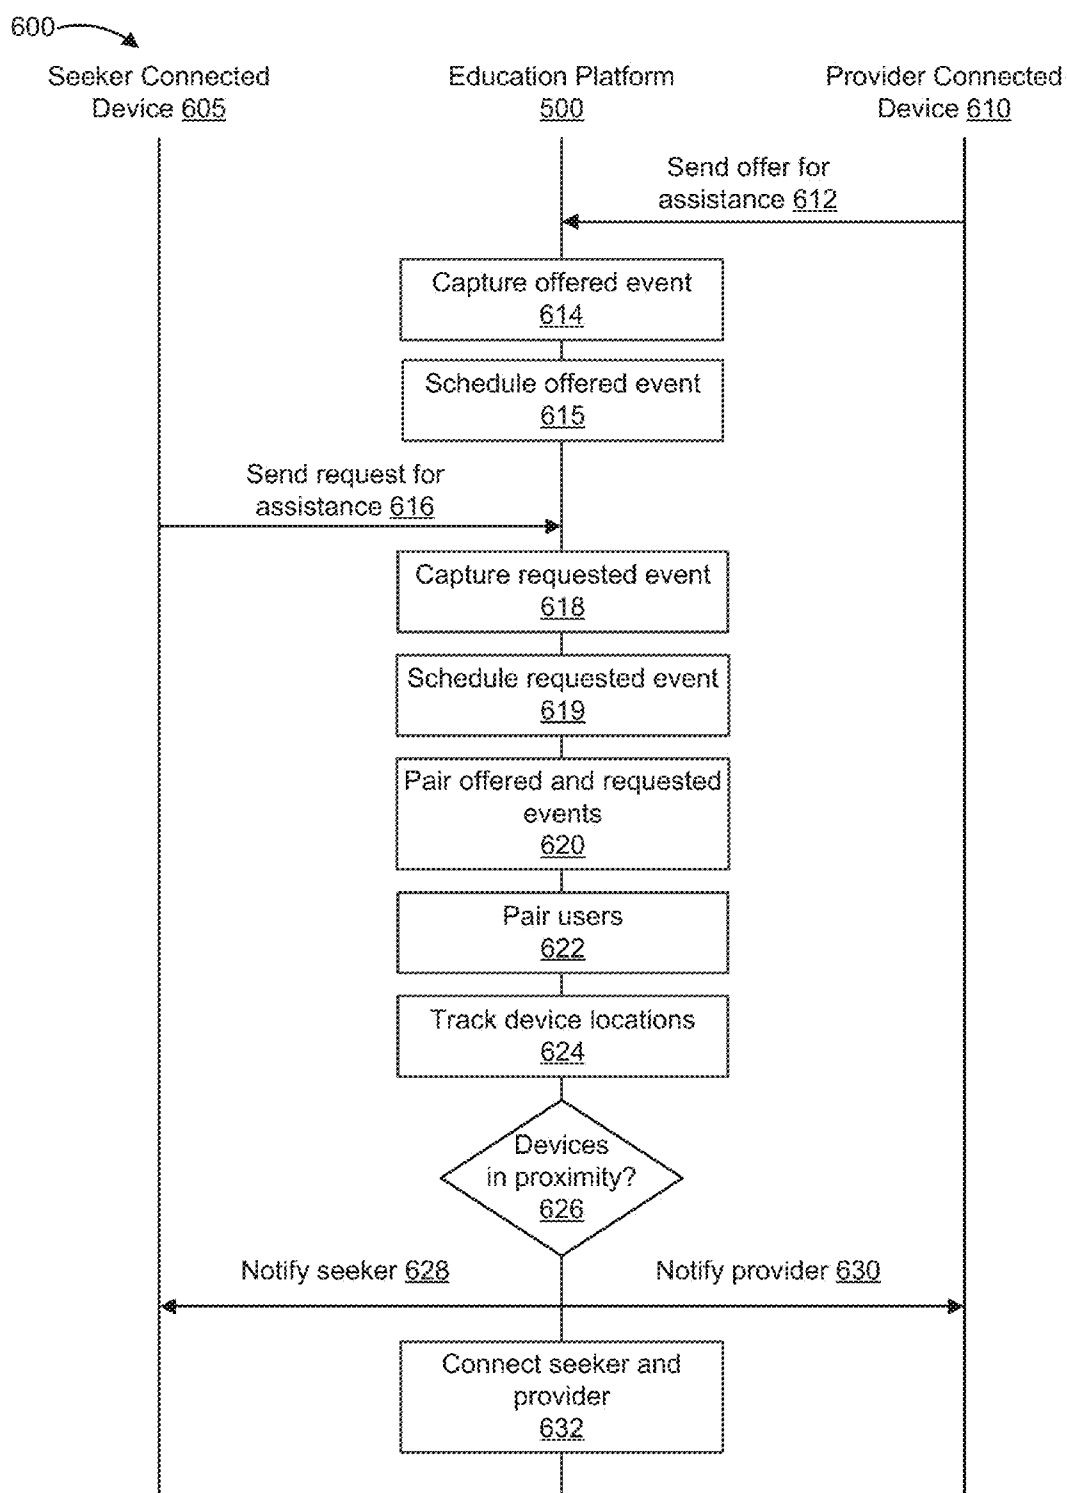 600
Seeker Connected
Device 605
Education Platform
500
Provider Connected
Device 610
Send offer for
assistance 612
Capture offered event
614
Schedule offered event
615
Send request for
assistance 616
Capture requested event
618
Schedule requested event
619
Pair offered and requested
events
620
Pair users
622
Track device locations
624
Devices
in proximity?
626
Notify seeker 628
Notify provider 630
Connect seeker and
provider
632